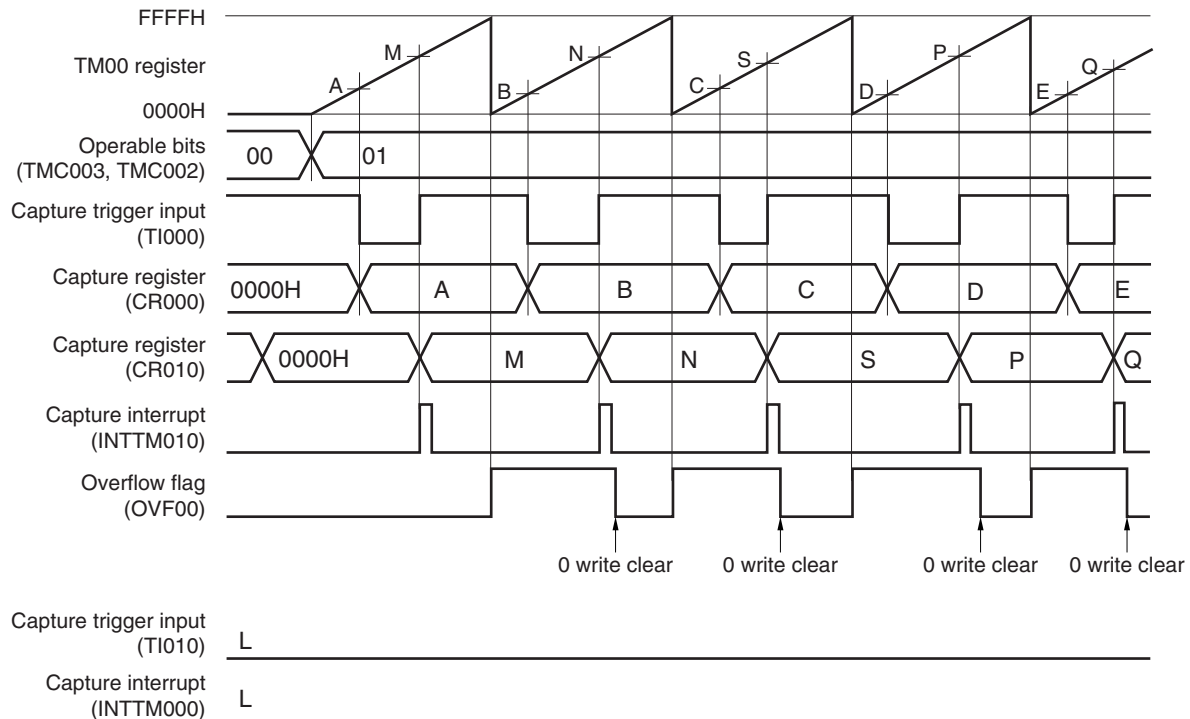 FFFFH
TM00 register
0000H
A M B N C S D P E Q
Operable bits
(TMC003, TMC002)
00 01
Capture trigger input
(TI000)
Capture register
(CR000)
0000H A B C D E
Capture register
(CR010)
0000H M N S P Q
Capture interrupt
(INTTM010)
Overflow flag
(OVF00)
0 write clear 0 write clear 0 write clear 0 write clear
Capture trigger input
(TI010)
L
Capture interrupt
(INTTM000)
L